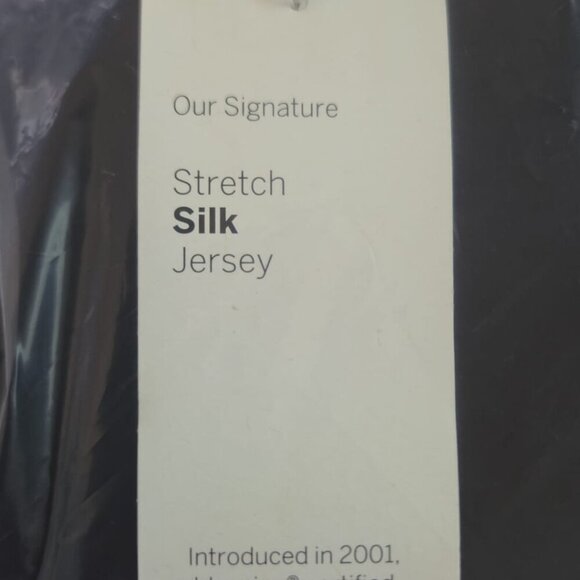 Our Signature
Stretch
Silk
Jersey
Introduced in 2001,